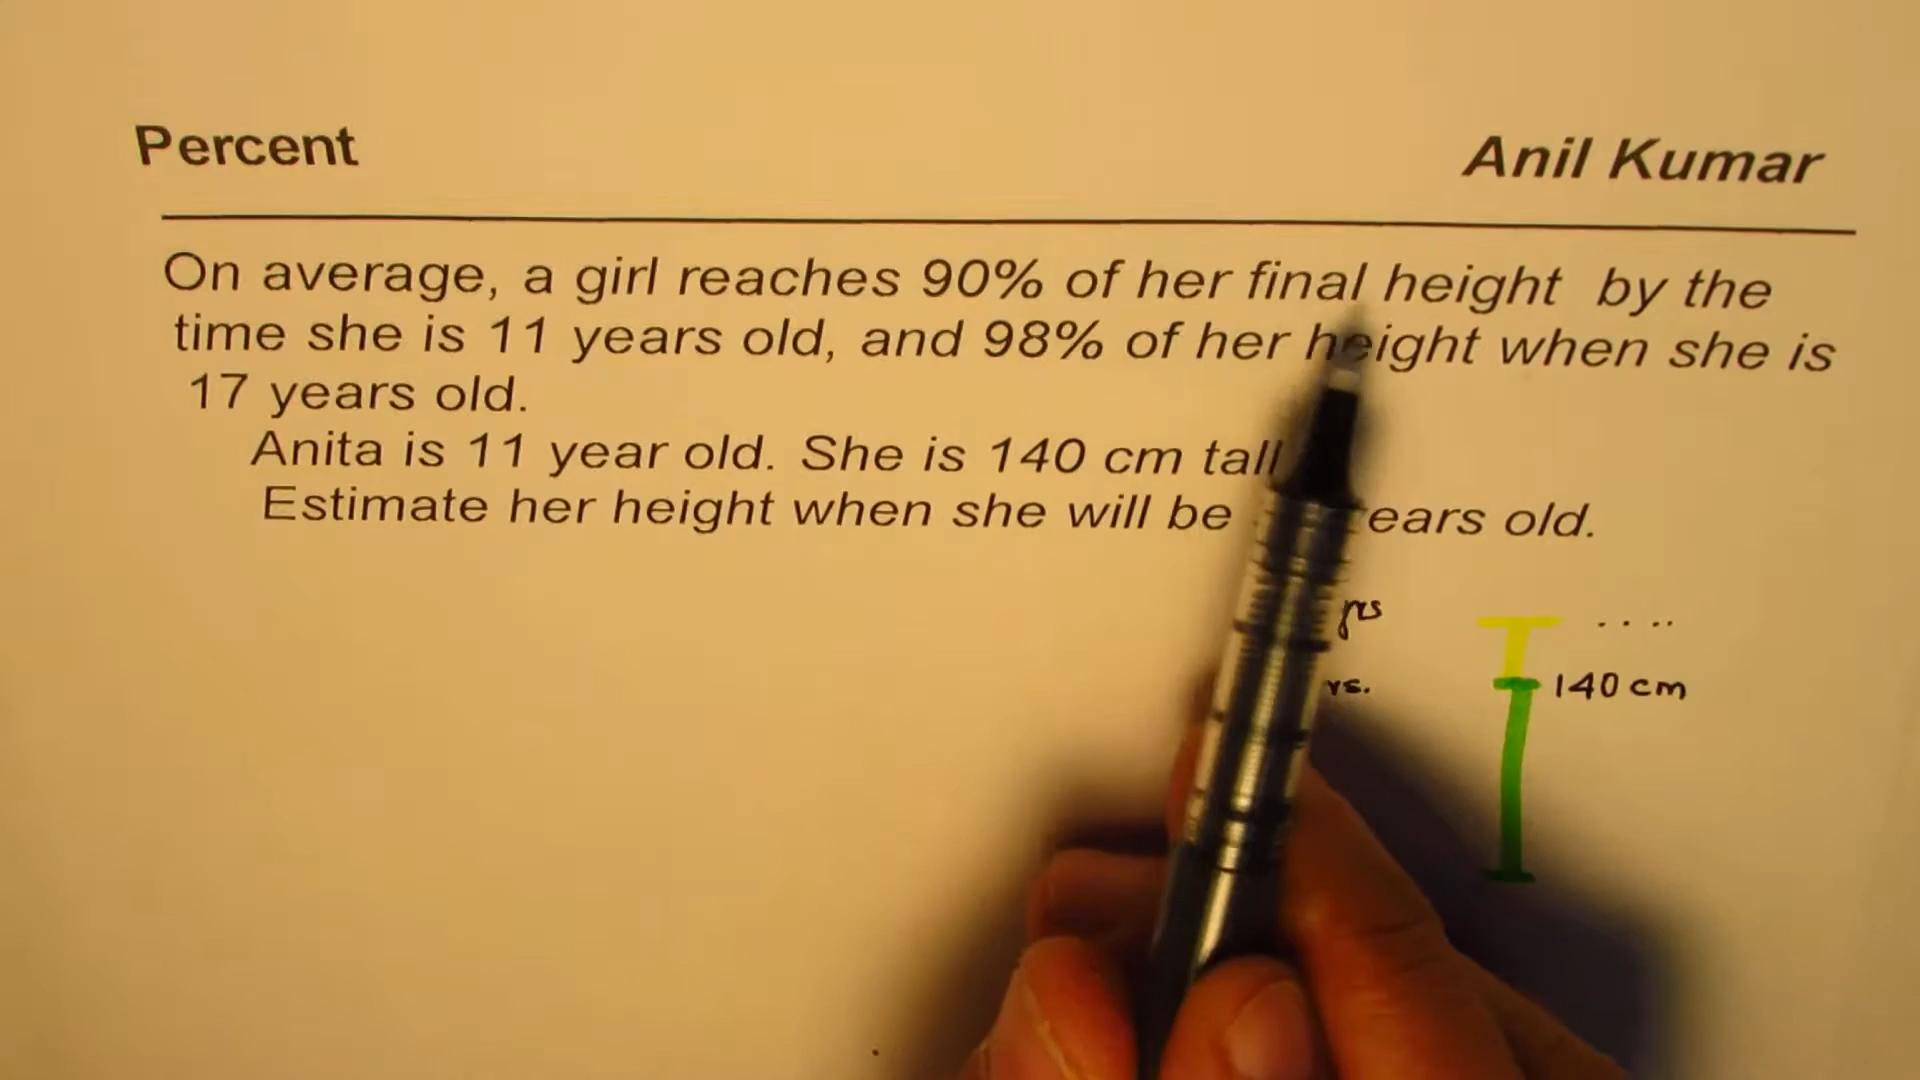 Percent
Anil Kumar
On average, a girl reaches 90% of her final height by the
time she is 11 years old, and 98% of her height when she is
17 years old.
Anita is 11 year old. She is 140 cm tall
Estimate her height when she will be old.
yrs ....
140 cm